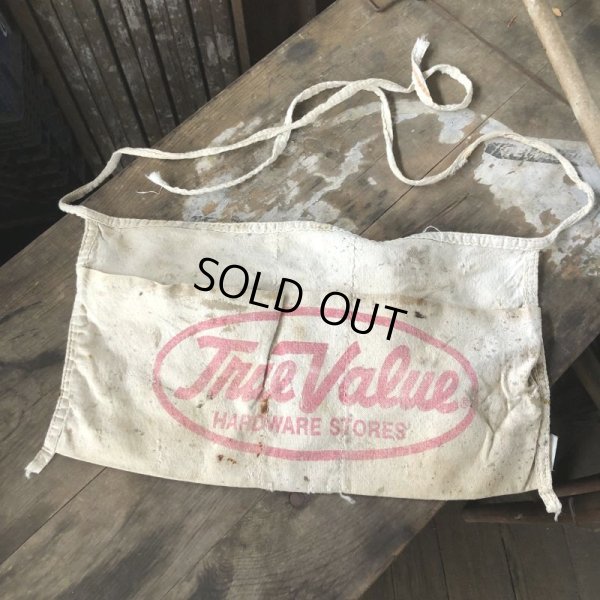 SOLD OUT
True Value®
HARDWARE STORES